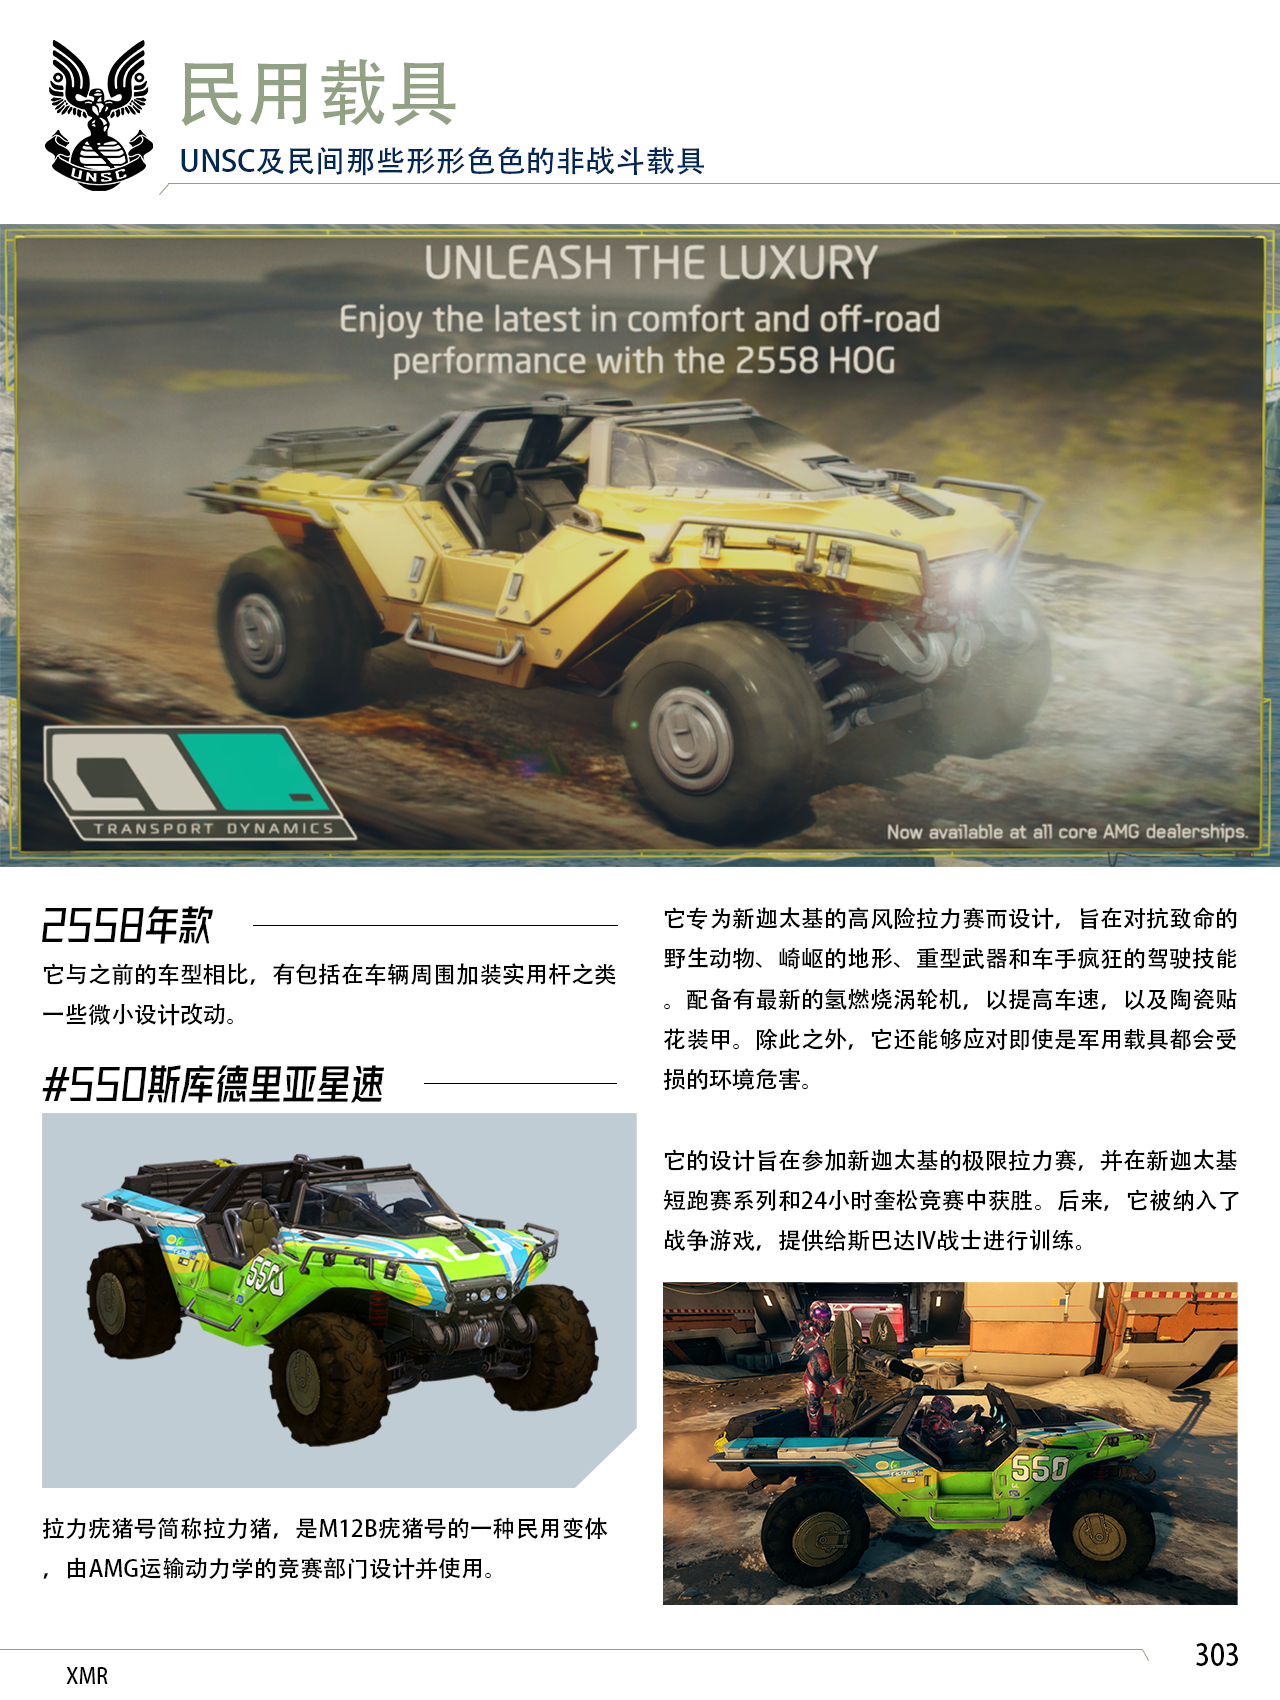 民用载具
UNSC及民间那些形形色色的非战斗载具
UNSC
UNLEASH THE LUXURY
Enjoy the latest in comfort and off-road
performance with the 2558 HOG
TRANSPORT DYNAMICS
Now available at all core AMG dealerships.
2558年款
它与之前的车型相比，有包括在车辆周围加装实用杆之类
一些微小设计改动。
#550斯库德里亚星速
550
拉力疣猪号简称拉力猪，是M12B疣猪号的一种民用变体
，由AMG运输动力学的竞赛部门设计并使用。
它专为新迦太基的高风险拉力赛而设计，旨在对抗致命的
野生动物、崎岖的地形、重型武器和车手疯狂的驾驶技能
。配备有最新的氢燃烧涡轮机，以提高车速，以及陶瓷贴
花装甲。除此之外，它还能够应对即使是军用载具都会受
损的环境危害。
它的设计旨在参加新迦太基的极限拉力赛，并在新迦太基
短跑赛系列和24小时奎松竞赛中获胜。后来，它被纳入了
战争游戏，提供给斯巴达IV战士进行训练。
550
303
XMR